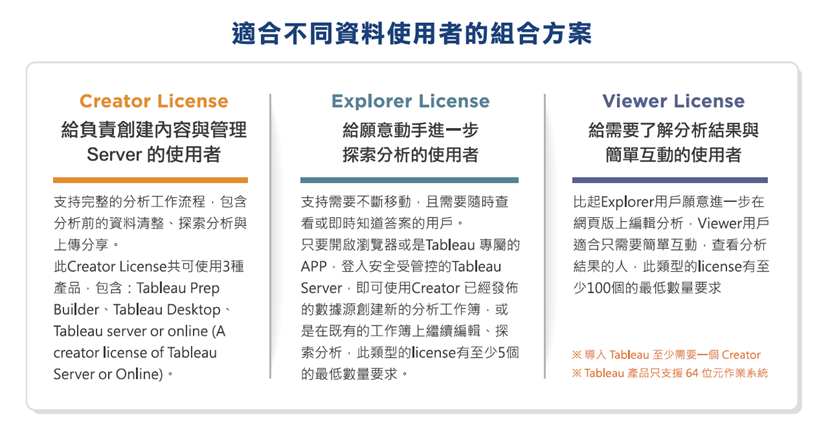 適合不同資料使用者的組合方案
Creator License
給負責創建內容與管理
Server 的使用者
支持完整的分析工作流程，包含
分析前的資料清整、探索分析與
上傳分享。
此Creator License共可使用3種
產品，包含：Tableau Prep
Builder、Tableau Desktop、
Tableau server or online (A
creator license of Tableau
Server or Online)。
Explorer License
給願意動手進一步
探索分析的使用者
支持需要不斷移動，且需要隨時查
看或即時知道答案的用戶。
只要開啟瀏覽器或是Tableau 專屬的
APP，登入安全受管控的Tableau
Server，即可使用Creator 已經發佈
的數據源創建新的分析工作簿，或
是在既有的工作簿上繼續編輯、探
索分析，此類型的license有至少5個
的最低數量要求。
Viewer License
給需要了解分析結果與
簡單互動的使用者
比起Explorer用戶願意進一步在
網頁版上編輯分析，Viewer用戶
適合只需要簡單互動，查看分析
結果的人，此類型的license有至
少100個的最低數量要求
※ 導入 Tableau 至少需要一個 Creator
※ Tableau 產品只支援 64 位元作業系統